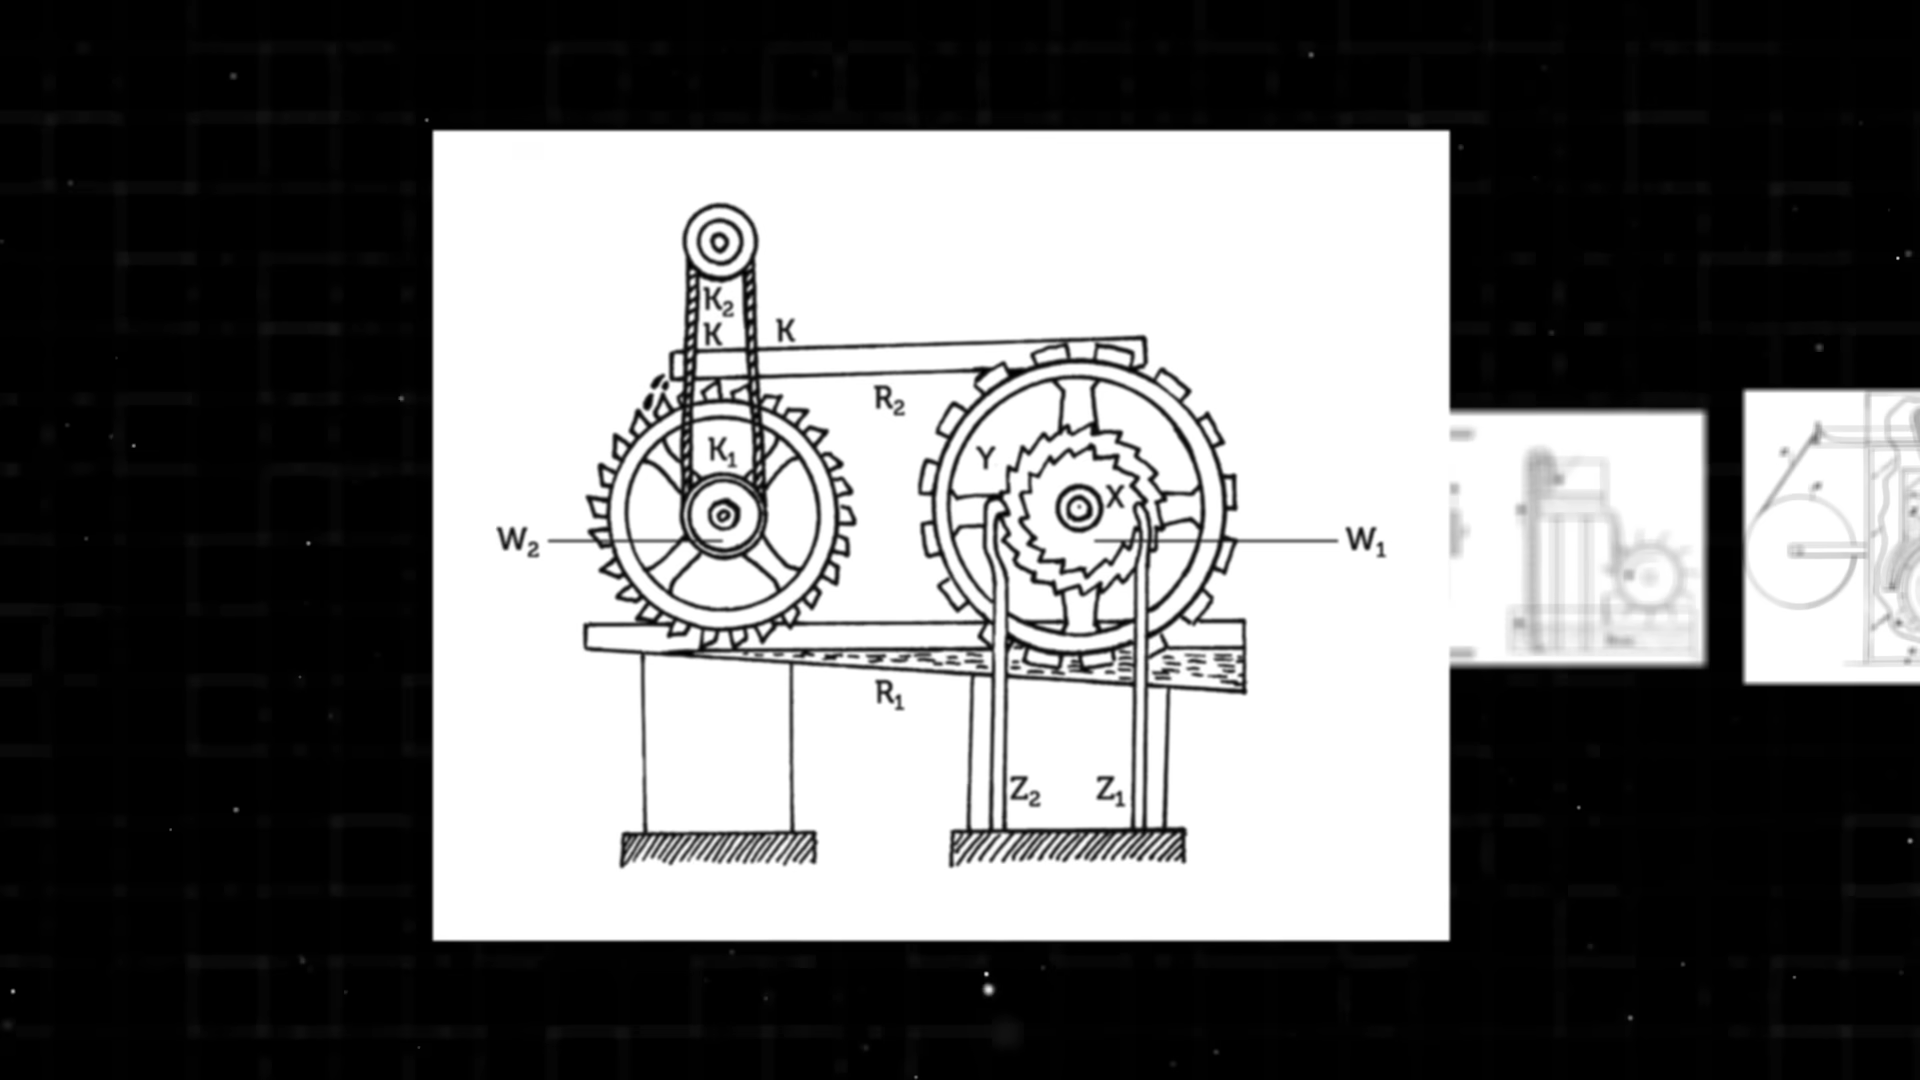 K₂
K K
R₂
K₁
Y
X
W₂ W₁
R₁
Z₂ Z₁